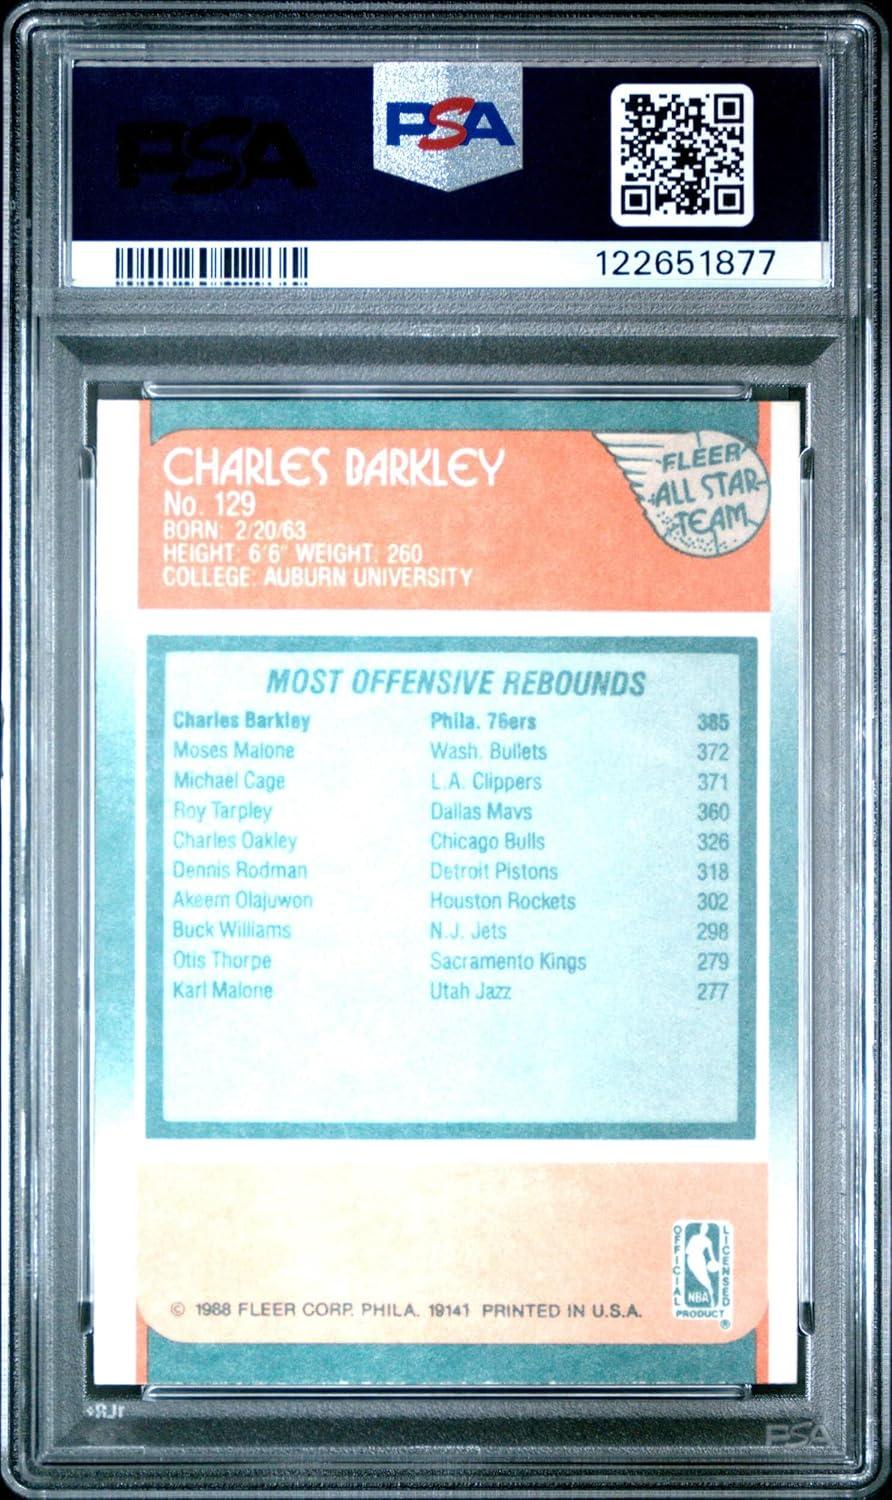 PSA
PSA
122651877
CHARLES BARKLEY
No. 129
BORN: 2/20/63
HEIGHT: 6'6" WEIGHT: 260
COLLEGE: AUBURN UNIVERSITY
FLEER
ALL STAR
TEAM
MOST OFFENSIVE REBOUNDS
Charles Barkley Phila. 76ers 385
Moses Malone Wash. Bullets 372
Michael Cage L.A. Clippers 371
Roy Tarpley Dallas Mavs 360
Charles Oakley Chicago Bulls 326
Dennis Rodman Detroit Pistons 318
Akeem Olajuwon Houston Rockets 302
Buck Williams N.J. Jets 298
Otis Thorpe Sacramento Kings 279
Karl Malone Utah Jazz 277
OFFICIAL
LICENSED
NBA
PRODUCT
®
© 1988 FLEER CORP. PHILA. 19141 PRINTED IN U.S.A.
PSA